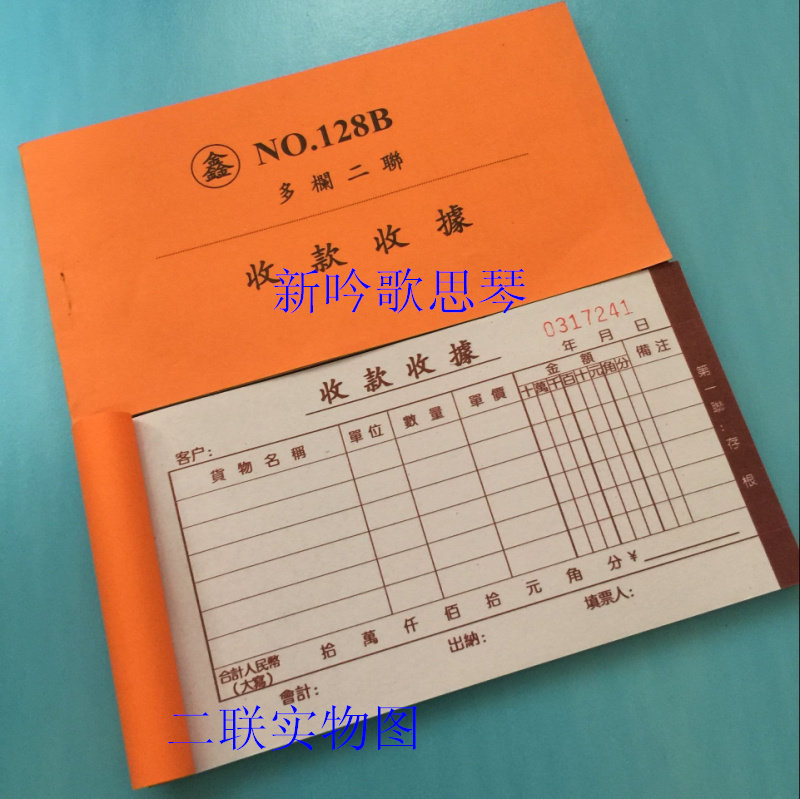 鑫 NO.128B
多欄二聯
收款收據
新吟歌思琴
0317241
收款收據
年 月 日
客户：
貨物名稱 單位 數量 單價 金額 備注
十萬千百十元角分
合計人民幣（大寫） 拾 萬 仟 佰 拾 元 角 分 ¥
會計： 出納： 填票人：
第一聯：存根
二联实物图